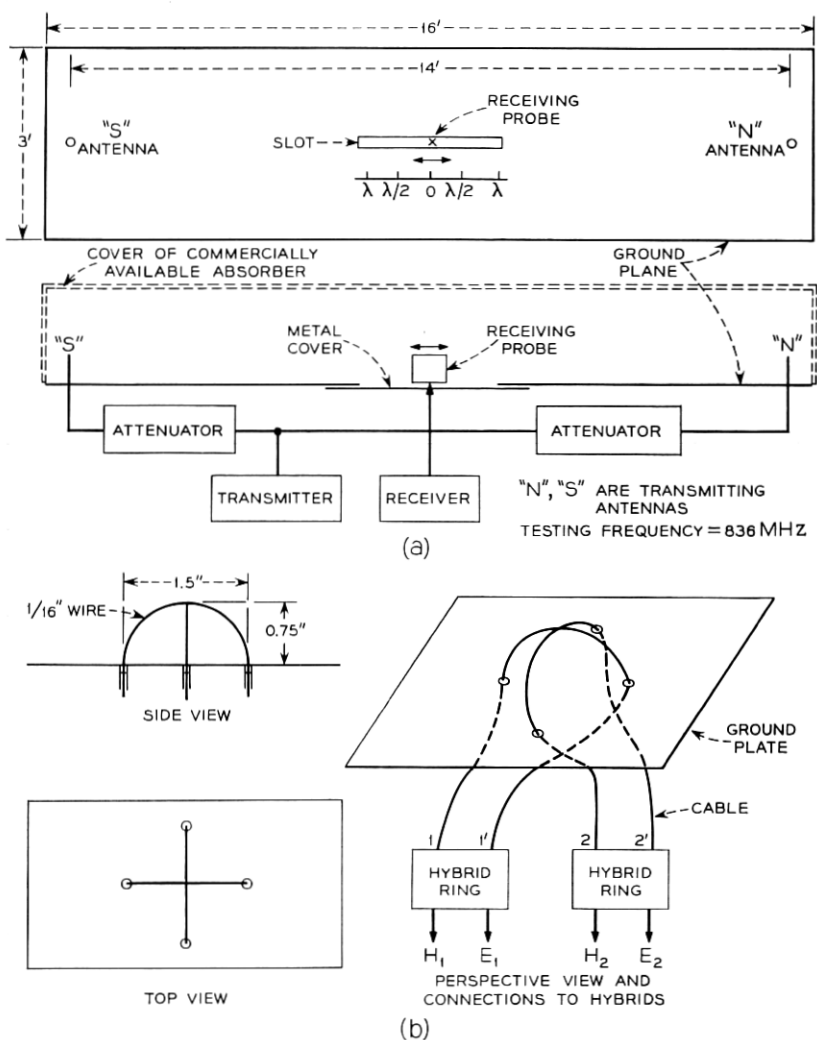 16'
14'
3'
"S"
ANTENNA
RECEIVING
PROBE
"N"
ANTENNA
SLOT
X
λ λ/2 0 λ/2 λ
COVER OF COMMERCIALLY
AVAILABLE ABSORBER
GROUND
PLANE
"S"
METAL
COVER
RECEIVING
PROBE
"N"
ATTENUATOR
ATTENUATOR
TRANSMITTER
RECEIVER
"N", "S" ARE TRANSMITTING
ANTENNAS
TESTING FREQUENCY = 836 MHz
(a)
1.5"
1/16" WIRE
0.75"
SIDE VIEW
GROUND
PLATE
CABLE
1 1' 2 2'
HYBRID
RING
HYBRID
RING
H1 E1 H2 E2
PERSPECTIVE VIEW AND
CONNECTIONS TO HYBRIDS
TOP VIEW
(b)